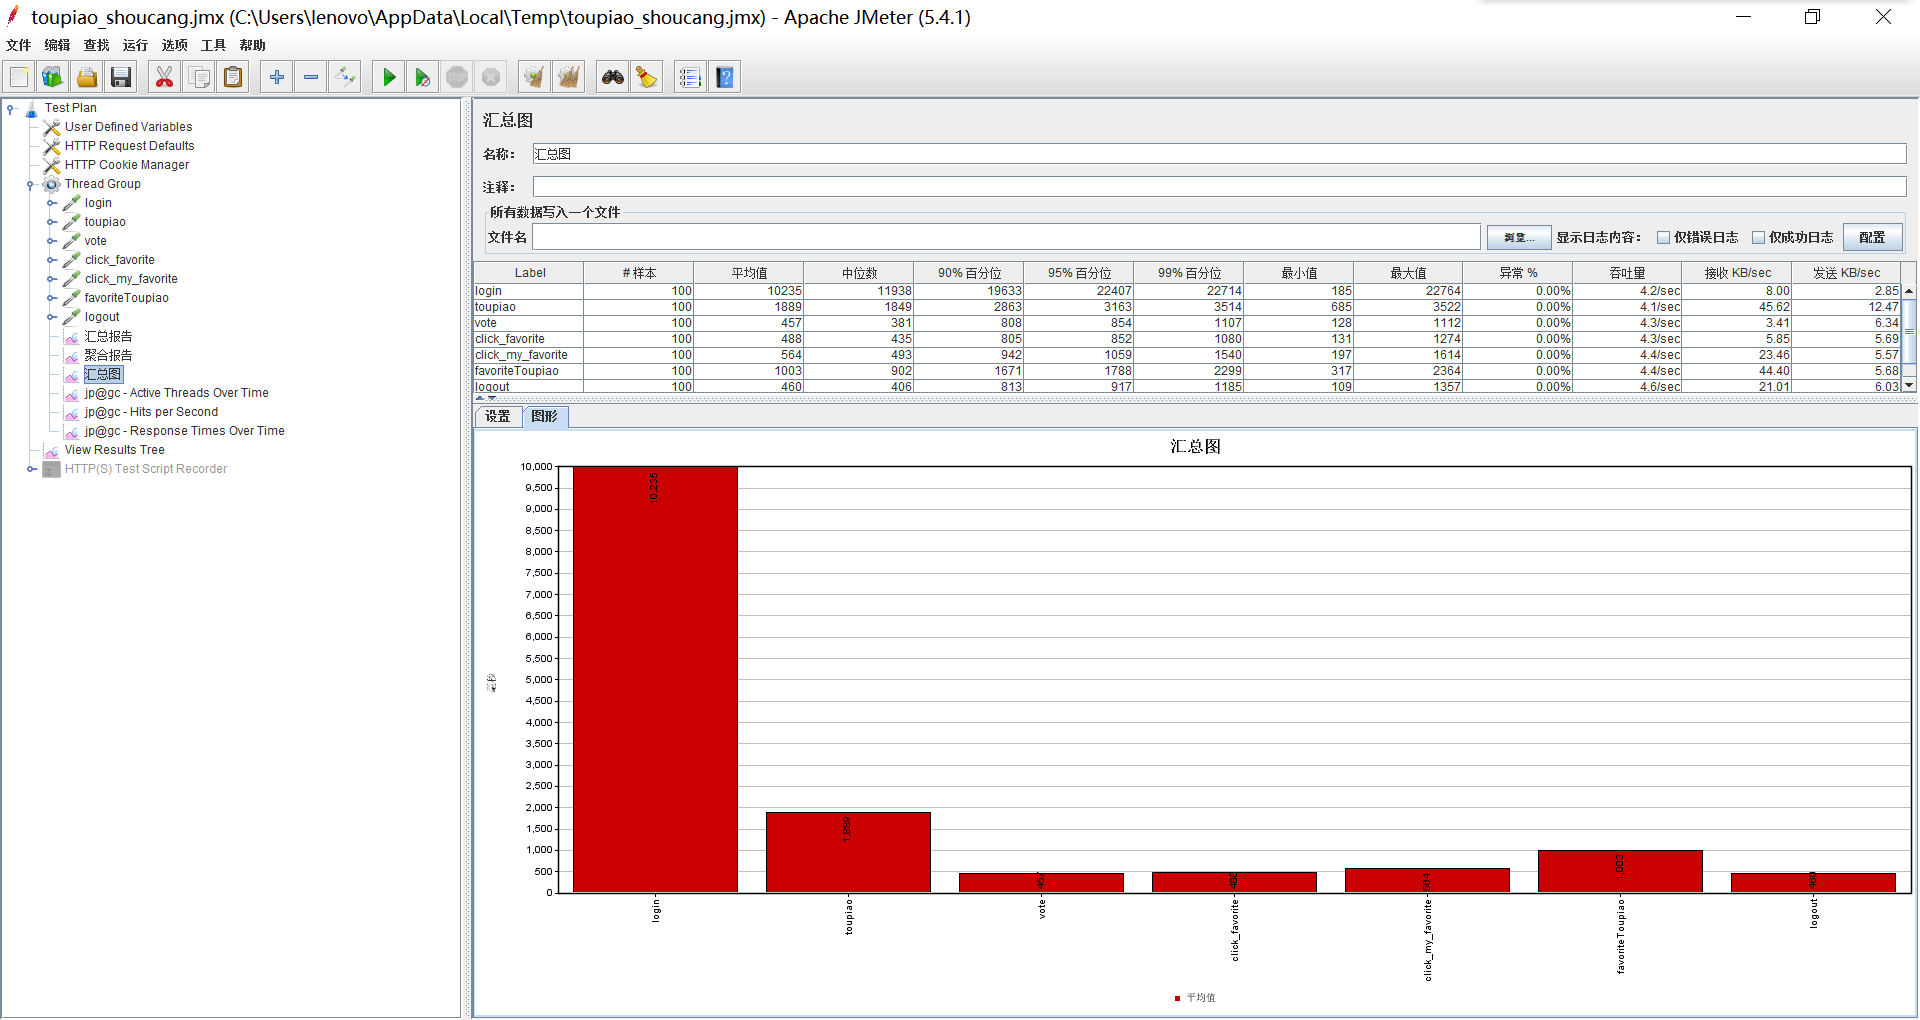 toupiao_shoucang.jmx (C:\Users\lenovo\AppData\Local\Temp\toupiao_shoucang.jmx) - Apache JMeter (5.4.1)
文件 编辑 查找 运行 选项 工具 帮助
Test Plan
User Defined Variables
HTTP Request Defaults
HTTP Cookie Manager
Thread Group
login
toupiao
vote
click_favorite
click_my_favorite
favoriteToupiao
logout
汇总报告
聚合报告
汇总图
jp@gc - Active Threads Over Time
jp@gc - Hits per Second
jp@gc - Response Times Over Time
View Results Tree
HTTP(S) Test Script Recorder
汇总图
名称： 汇总图
注释：
所有数据写入一个文件
文件名 浏览... 显示日志内容： 仅错误日志 仅成功日志 配置
Label # 样本 平均值 中位数 90% 百分位 95% 百分位 99% 百分位 最小值 最大值 异常 % 吞吐量 接收 KB/sec 发送 KB/sec
login 100 10235 11938 19633 22407 22714 185 22764 0.00% 4.2/sec 8.00 2.85
toupiao 100 1889 1849 2863 3163 3514 685 3522 0.00% 4.1/sec 45.62 12.47
vote 100 457 381 808 854 1107 128 1112 0.00% 4.3/sec 3.41 6.34
click_favorite 100 488 435 805 852 1080 131 1274 0.00% 4.3/sec 5.85 5.69
click_my_favorite 100 564 493 942 1059 1540 197 1614 0.00% 4.4/sec 23.46 5.57
favoriteToupiao 100 1003 902 1671 1788 2299 317 2364 0.00% 4.4/sec 44.40 5.68
logout 100 460 406 813 917 1185 109 1357 0.00% 4.6/sec 21.01 6.03
设置 图形
汇总图
10,000
9,500
9,000
8,500
8,000
7,500
7,000
6,500
6,000
5,500
5,000
4,500
4,000
3,500
3,000
2,500
2,000
1,500
1,000
500
0
毫秒
10,235
1,889
457
488
564
1,003
460
login
toupiao
vote
click_favorite
click_my_favorite
favoriteToupiao
logout
平均值